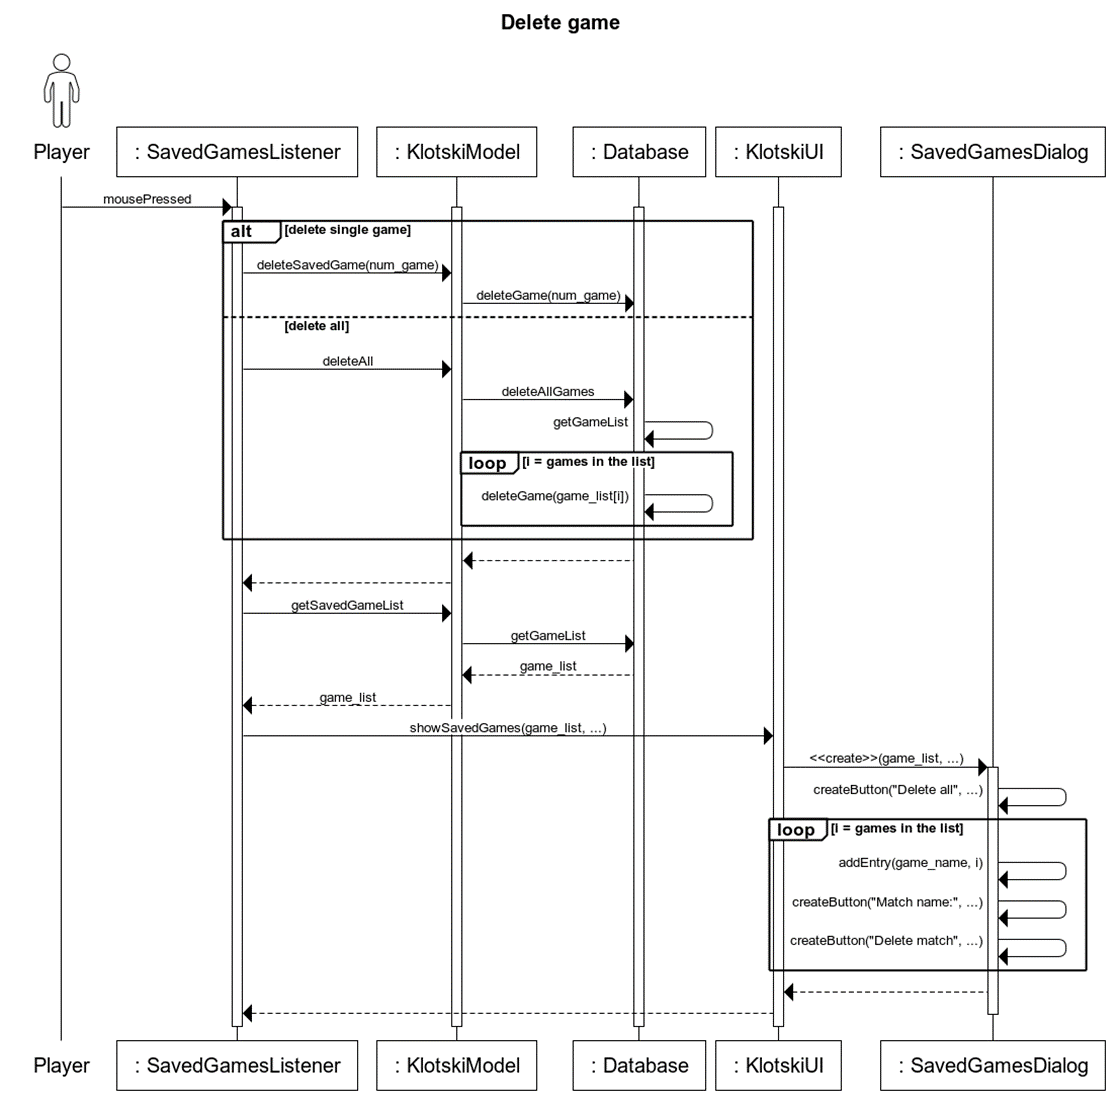 Delete game
Player
: SavedGamesListener
: KlotskiModel
: Database
: KlotskiUI
: SavedGamesDialog
mousePressed
alt
[delete single game]
deleteSavedGame(num_game)
deleteGame(num_game)
[delete all]
deleteAll
deleteAllGames
getGameList
loop
[i = games in the list]
deleteGame(game_list[i])
getSavedGameList
getGameList
game_list
game_list
showSavedGames(game_list, ...)
<<create>>(game_list, ...)
createButton("Delete all", ...)
loop
[i = games in the list]
addEntry(game_name, i)
createButton("Match name:", ...)
createButton("Delete match", ...)
Player
: SavedGamesListener
: KlotskiModel
: Database
: KlotskiUI
: SavedGamesDialog